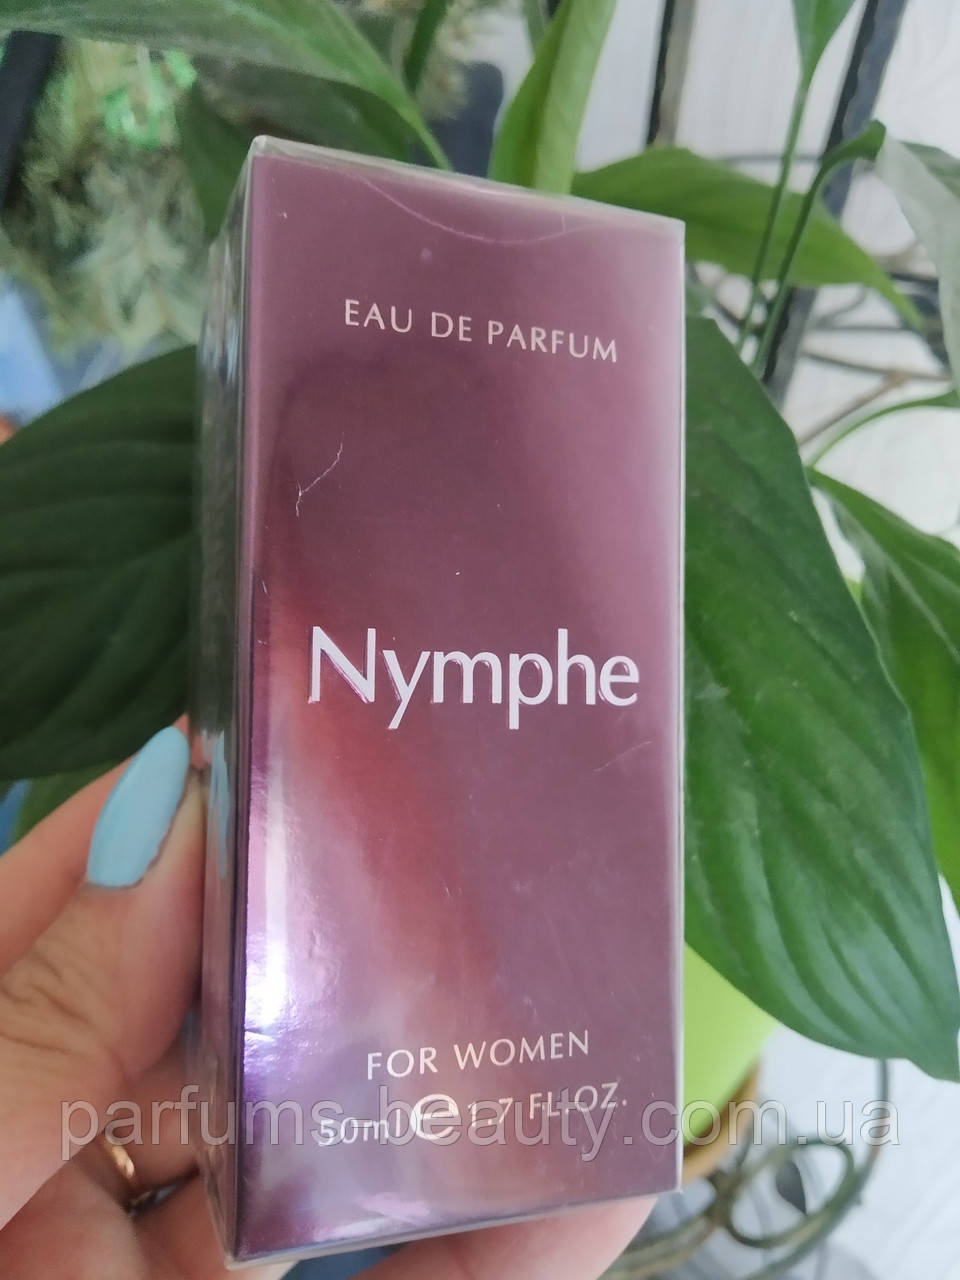 EAU DE PARFUM
Nymphe
FOR WOMEN
50ml e 1.7 FL.OZ.
parfums-beauty.com.ua